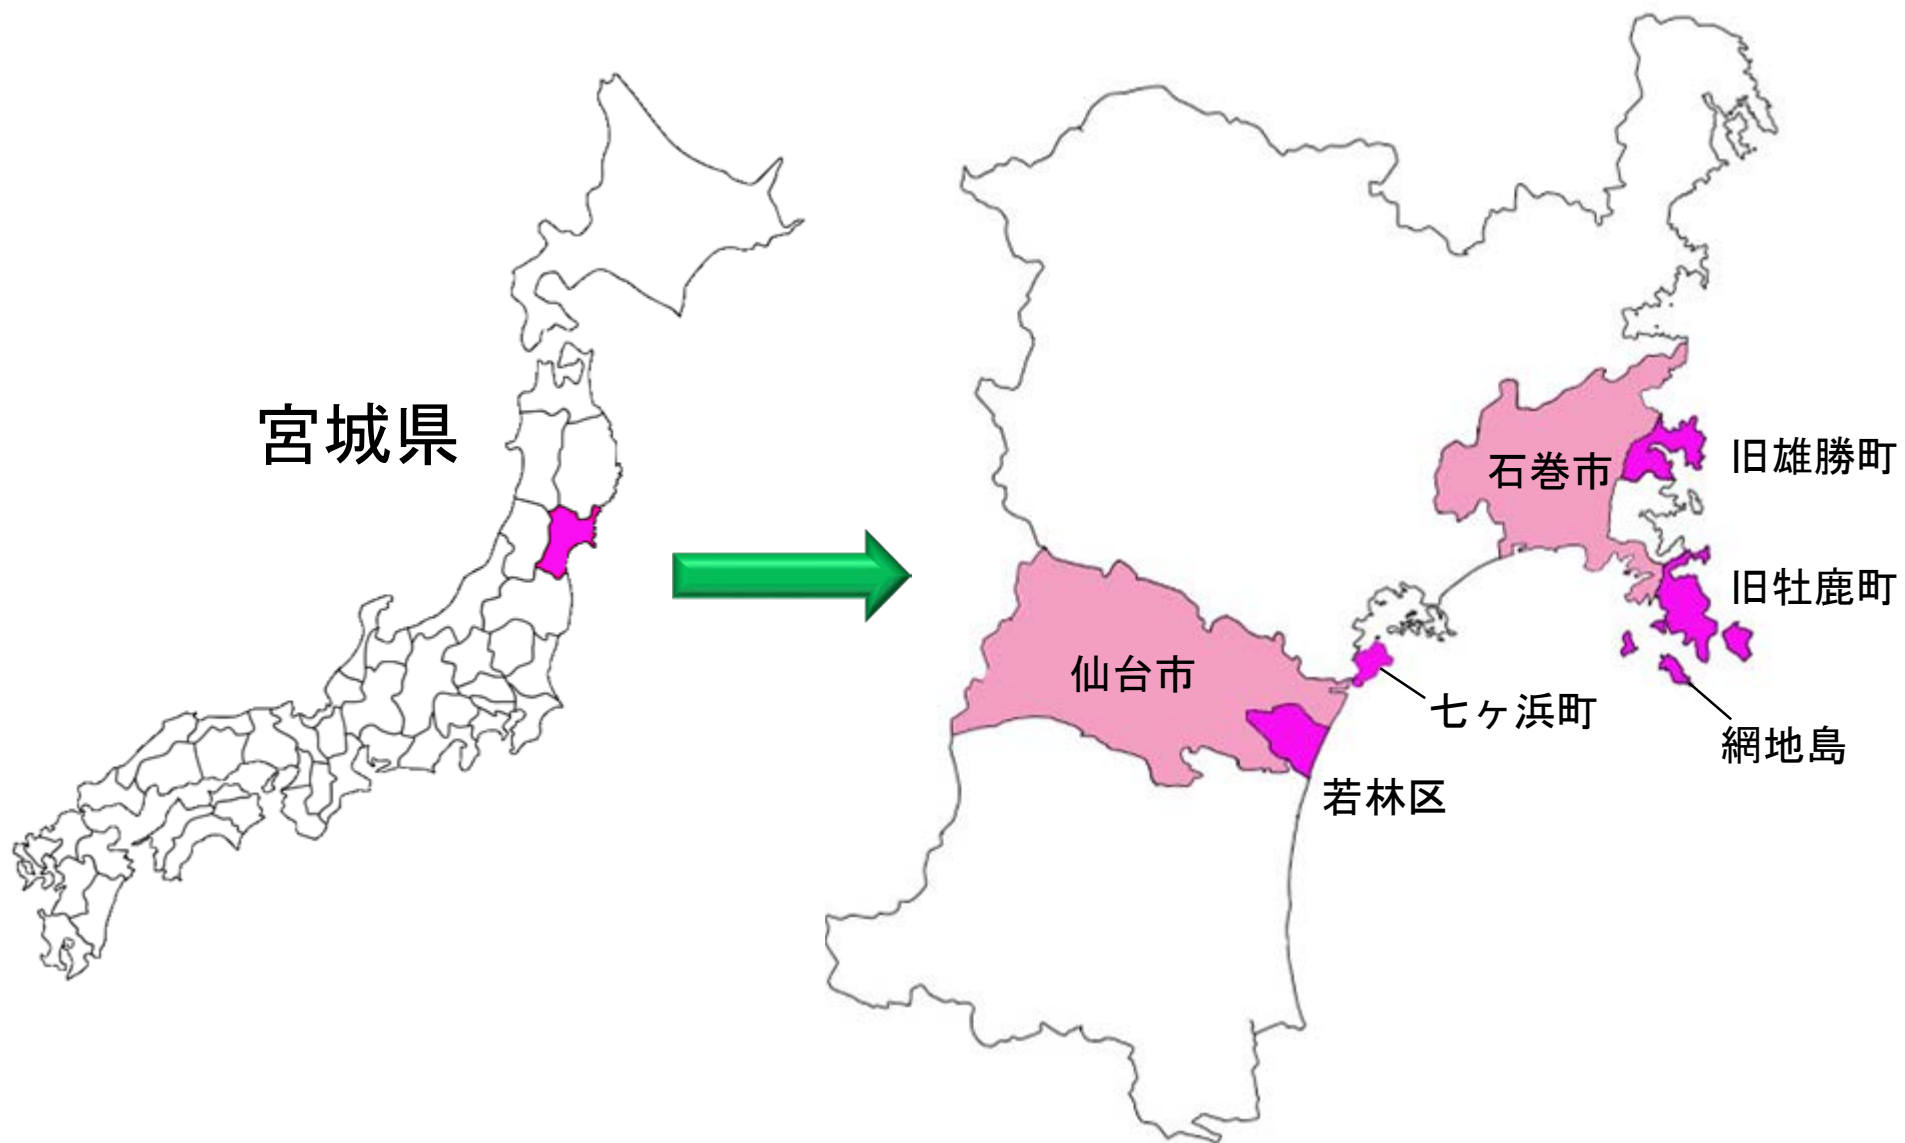 宮城県
石巻市
旧雄勝町
旧牡鹿町
仙台市
七ヶ浜町
網地島
若林区